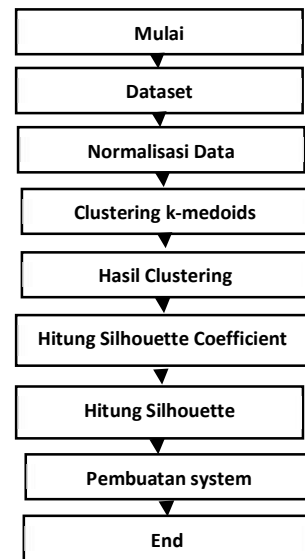 Mulai
Dataset
Normalisasi Data
Clustering k-medoids
Hasil Clustering
Hitung Silhouette Coefficient
Hitung Silhouette
Pembuatan system
End